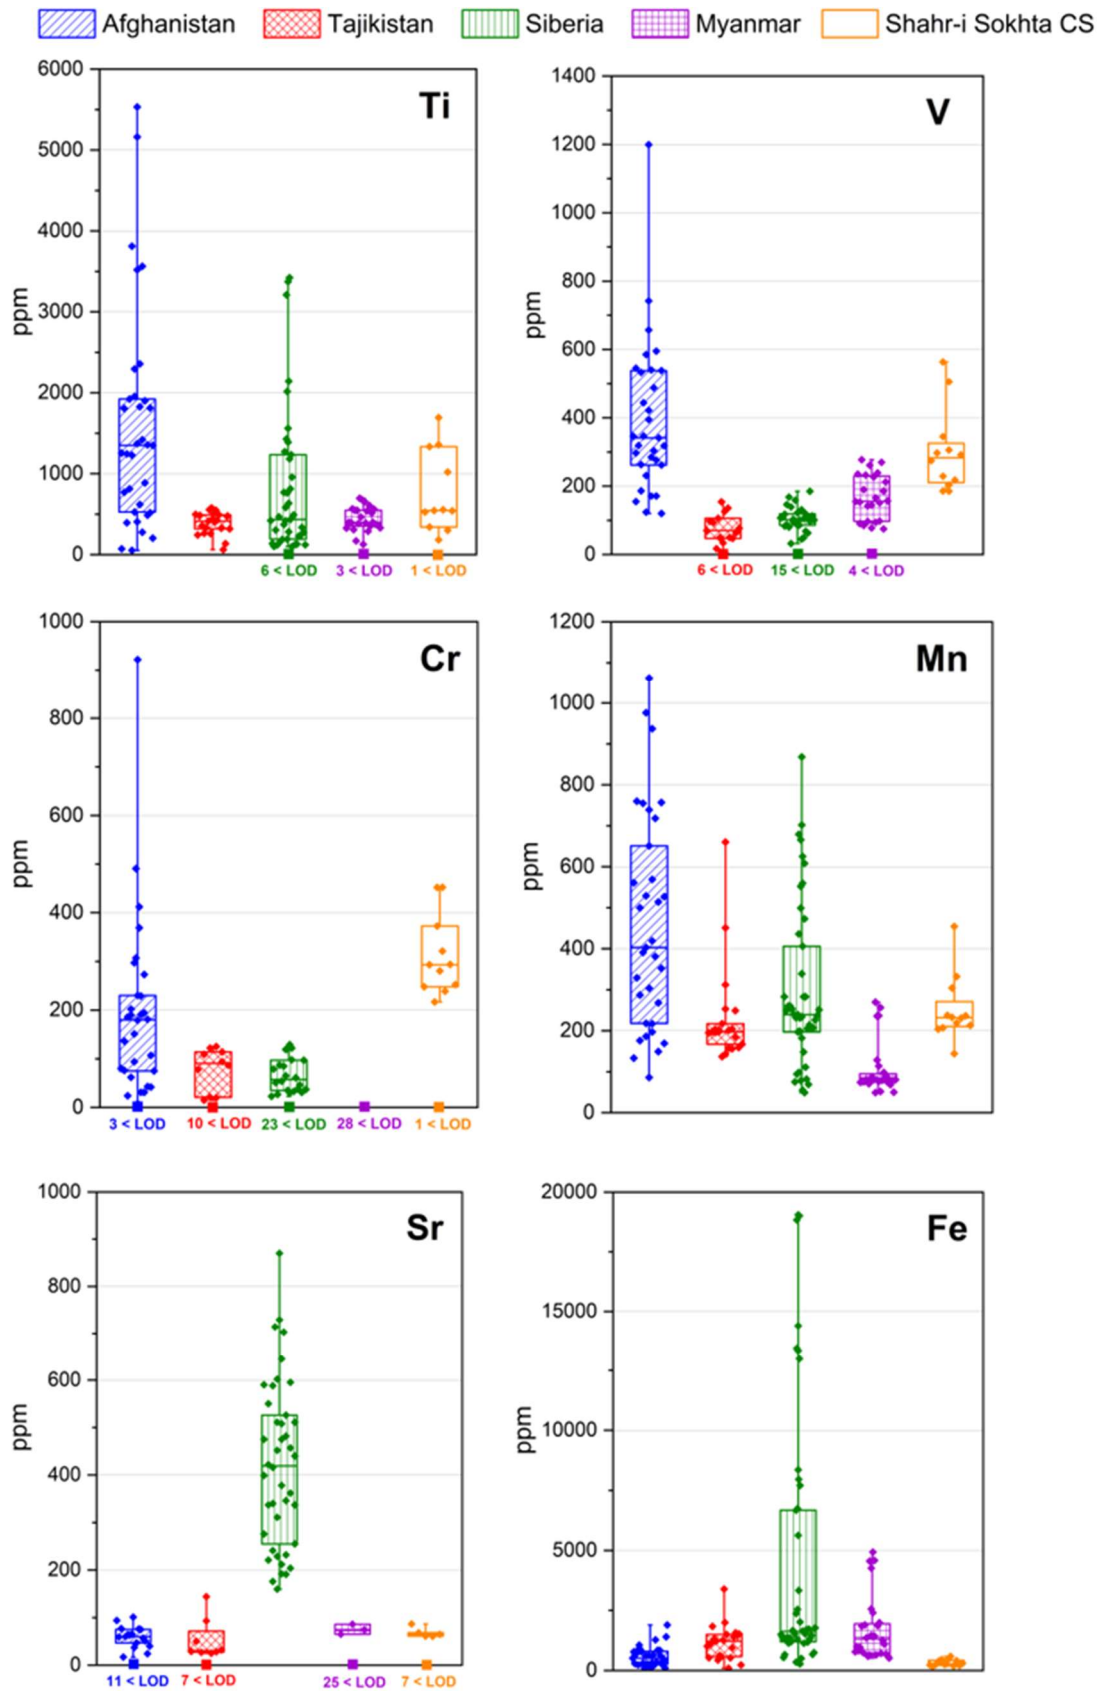 Afghanistan Tajikistan Siberia Myanmar Shahr-i Sokhta CS
6000
5000
4000
3000
2000
1000
0
ppm
Ti
6 < LOD 3 < LOD 1 < LOD
1400
1200
1000
800
600
400
200
0
ppm
V
6 < LOD 15 < LOD 4 < LOD
1000
800
600
400
200
0
ppm
Cr
3 < LOD 10 < LOD 23 < LOD 28 < LOD 1 < LOD
1200
1000
800
600
400
200
0
ppm
Mn
1000
800
600
400
200
0
ppm
Sr
11 < LOD 7 < LOD 25 < LOD 7 < LOD
20000
15000
10000
5000
0
ppm
Fe